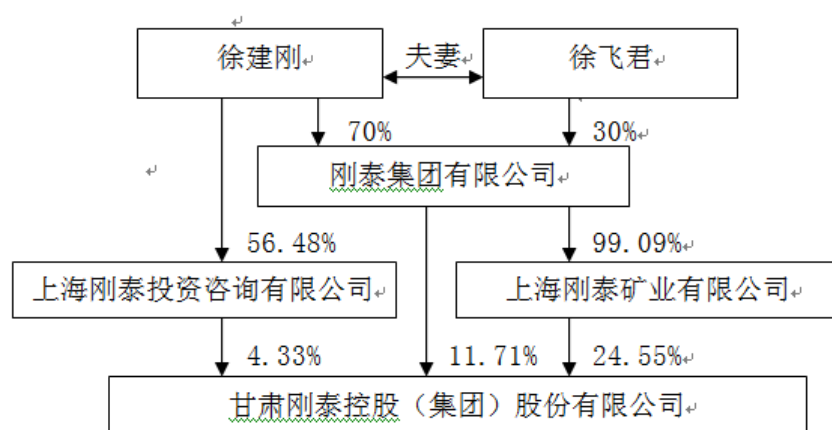 徐建刚
夫妻
徐飞君
70%
30%
刚泰集团有限公司
56.48%
99.09%
上海刚泰投资咨询有限公司
上海刚泰矿业有限公司
4.33%
11.71%
24.55%
甘肃刚泰控股（集团）股份有限公司